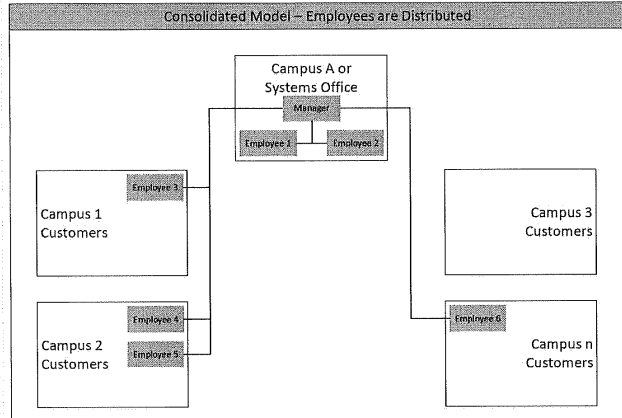 Consolidated Model – Employees are Distributed
Campus A or
Systems Office
Manager
Employee 1
Employee 2
Employee 3
Campus 1
Customers
Campus 3
Customers
Employee 4
Employee 5
Campus 2
Customers
Employee 6
Campus n
Customers